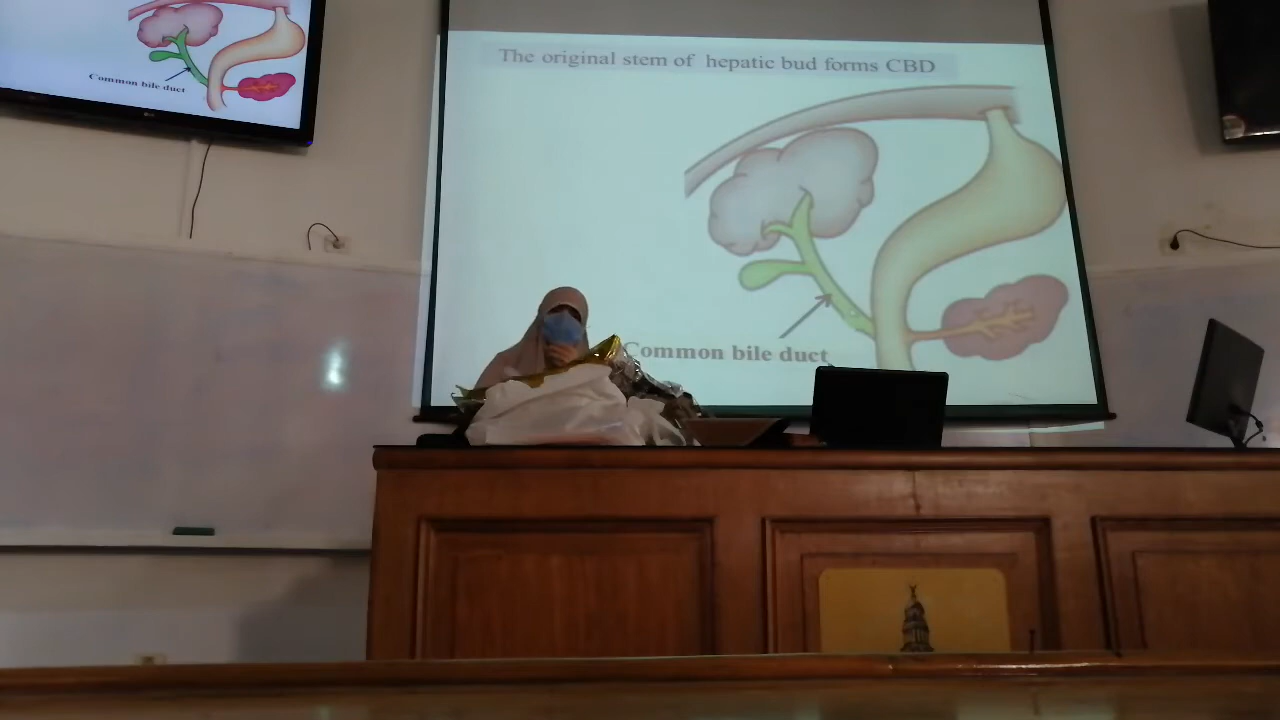 The original stem of hepatic bud forms CBD
Common bile duct
Common bile duct